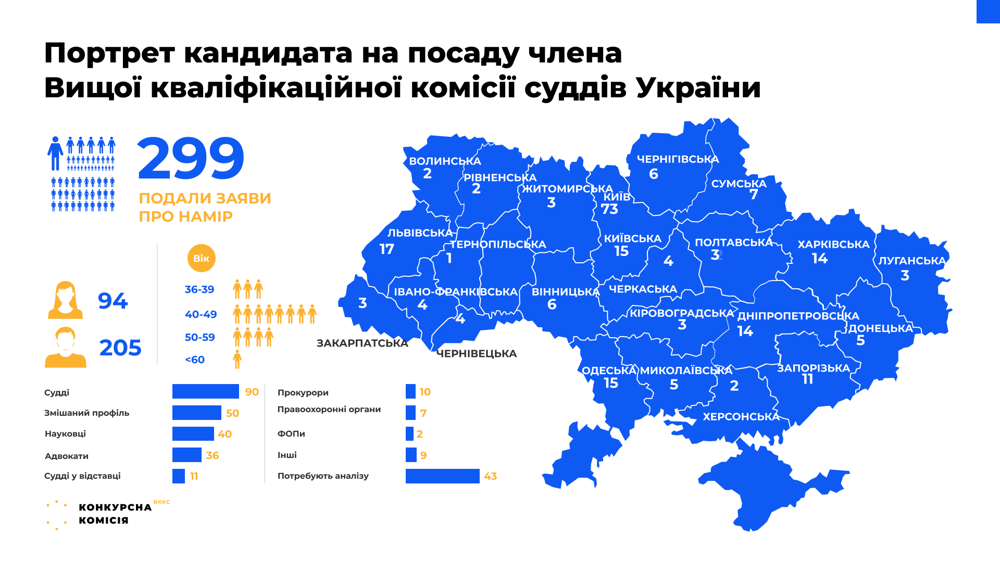 Портрет кандидата на посаду члена
Вищої кваліфікаційної комісії суддів України
299
ПОДАЛИ ЗАЯВИ
ПРО НАМІР
94
205
Вік
36-39
40-49
50-59
<60
Судді 90
Змішаний профіль 50
Науковці 40
Адвокати 36
Судді у відставці 11
Прокурори 10
Правоохоронні органи 7
ФОПи 2
Інші 9
Потребують аналізу 43
ВОЛИНСЬКА
2
РІВНЕНСЬКА
2
ЖИТОМИРСЬКА
3
КИЇВ
73
ЧЕРНІГІВСЬКА
6
СУМСЬКА
7
ЛЬВІВСЬКА
17
ТЕРНОПІЛЬСЬКА
1
КИЇВСЬКА
15
4
ЧЕРКАСЬКА
ПОЛТАВСЬКА
3
ХАРКІВСЬКА
14
ЛУГАНСЬКА
3
3
ЗАКАРПАТСЬКА
ІВАНО-ФРАНКІВСЬКА
4
4
ЧЕРНІВЕЦЬКА
ВІННИЦЬКА
6
КІРОВОГРАДСЬКА
3
ДНІПРОПЕТРОВСЬКА
14
ДОНЕЦЬКА
5
ОДЕСЬКА
15
МИКОЛАЇВСЬКА
5
2
ХЕРСОНСЬКА
ЗАПОРІЗЬКА
11
КОНКУРСНА ВККС
КОМІСІЯ